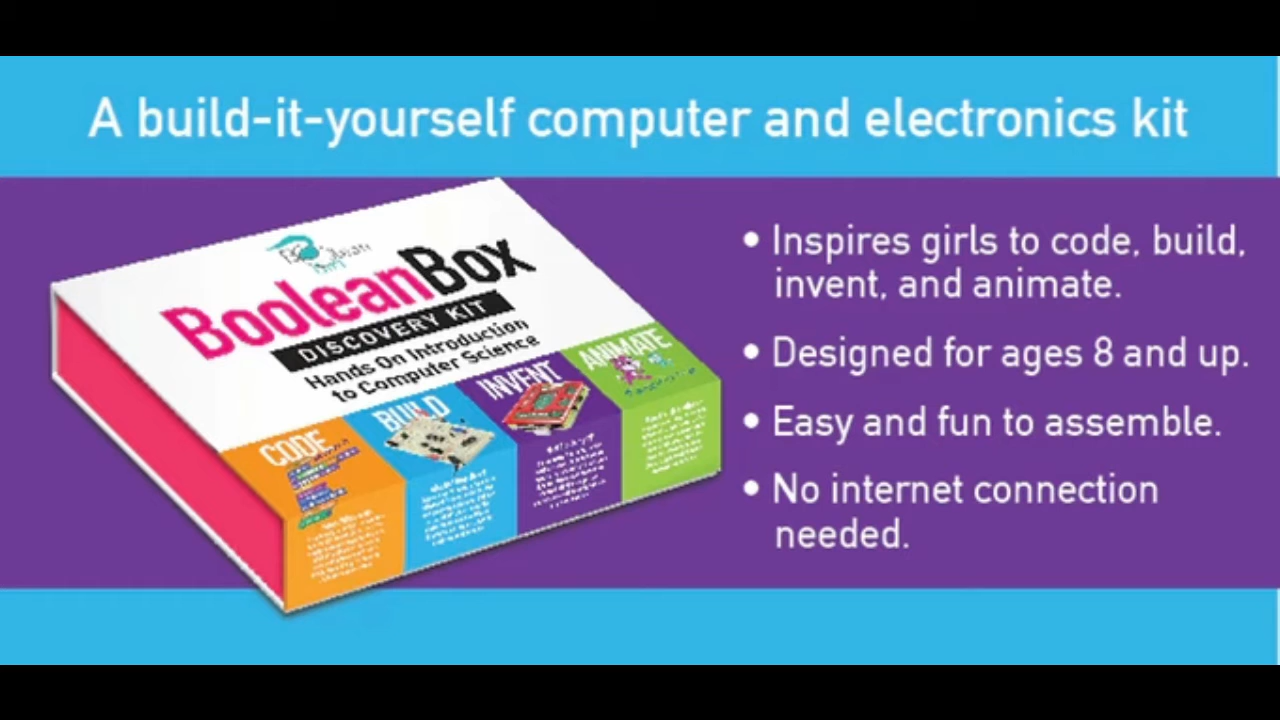 A build-it-yourself computer and electronics kit
BooleanBox
DISCOVERY KIT
Hands On Introduction
to Computer Science
CODE
BUILD
INVENT
ANIMATE
• Inspires girls to code, build,
invent, and animate.
• Designed for ages 8 and up.
• Easy and fun to assemble.
• No internet connection
needed.